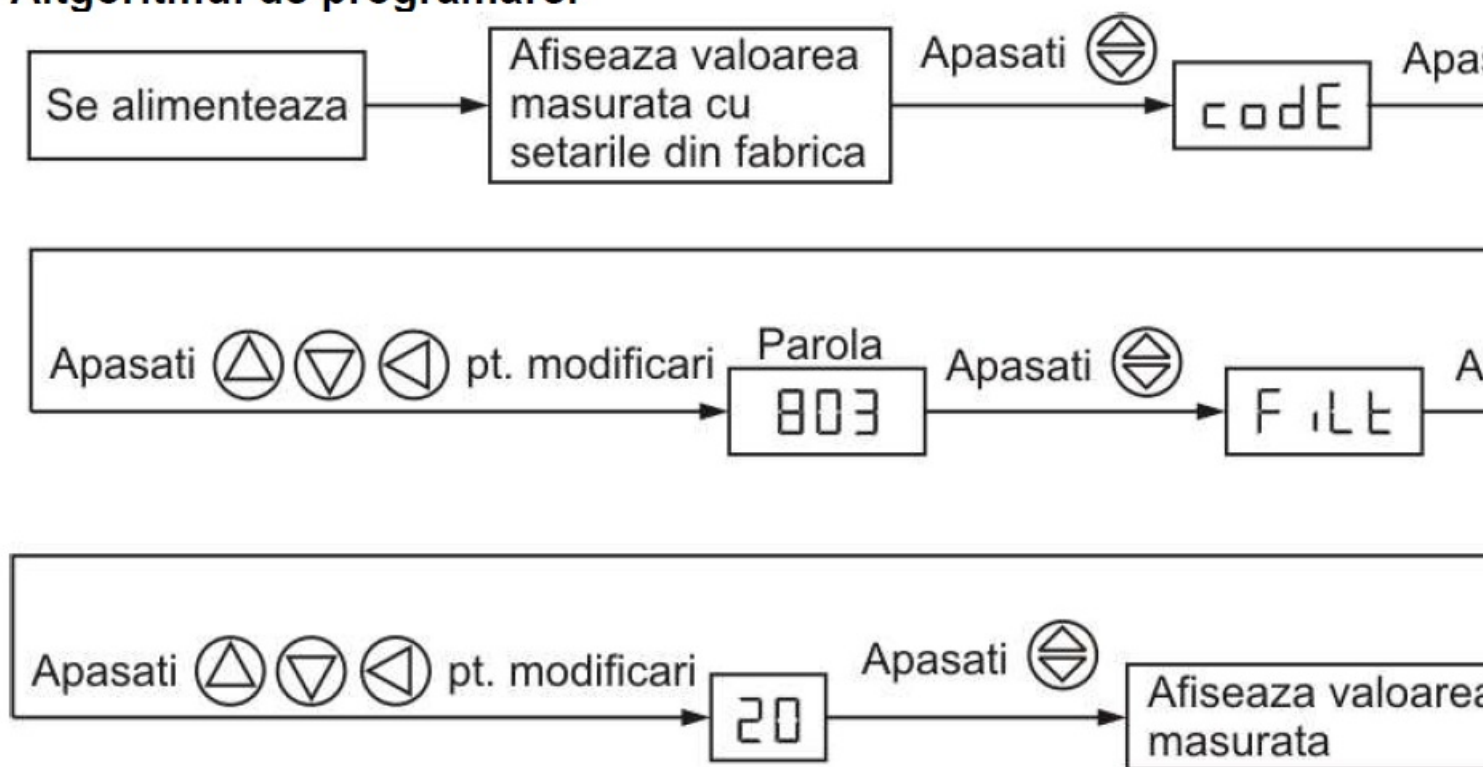 Se alimenteaza
Afiseaza valoarea
masurata cu
setarile din fabrica
Apasati
codE
Apasati pt. modificari
Parola
803
Apasati
FiLt
Apasati pt. modificari
20
Apasati
Afiseaza valoarea
masurata